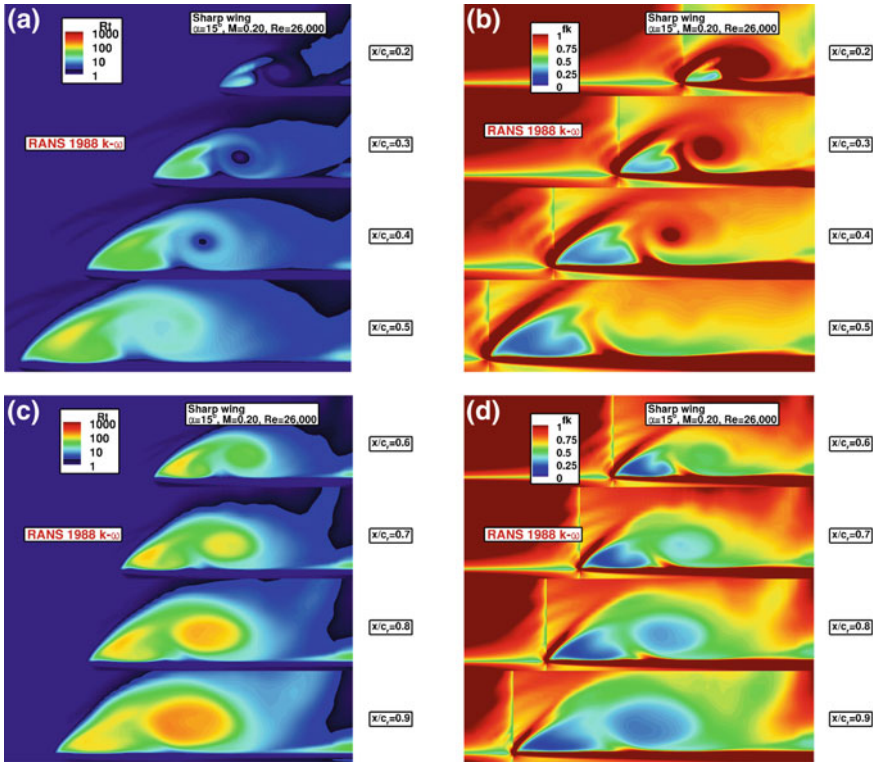 (a)
Rt
1000
100
10
1
Sharp wing
α=15°, M=0.20, Re=26,000
x/cᵣ=0.2
RANS 1988 k-ω
x/cᵣ=0.3
x/cᵣ=0.4
x/cᵣ=0.5
(b)
fk
1
0.75
0.5
0.25
0
Sharp wing
α=15°, M=0.20, Re=26,000
x/cᵣ=0.2
RANS 1988 k-ω
x/cᵣ=0.3
x/cᵣ=0.4
x/cᵣ=0.5
(c)
Rt
1000
100
10
1
Sharp wing
α=15°, M=0.20, Re=26,000
x/cᵣ=0.6
RANS 1988 k-ω
x/cᵣ=0.7
x/cᵣ=0.8
x/cᵣ=0.9
(d)
fk
1
0.75
0.5
0.25
0
Sharp wing
α=15°, M=0.20, Re=26,000
x/cᵣ=0.6
RANS 1988 k-ω
x/cᵣ=0.7
x/cᵣ=0.8
x/cᵣ=0.9